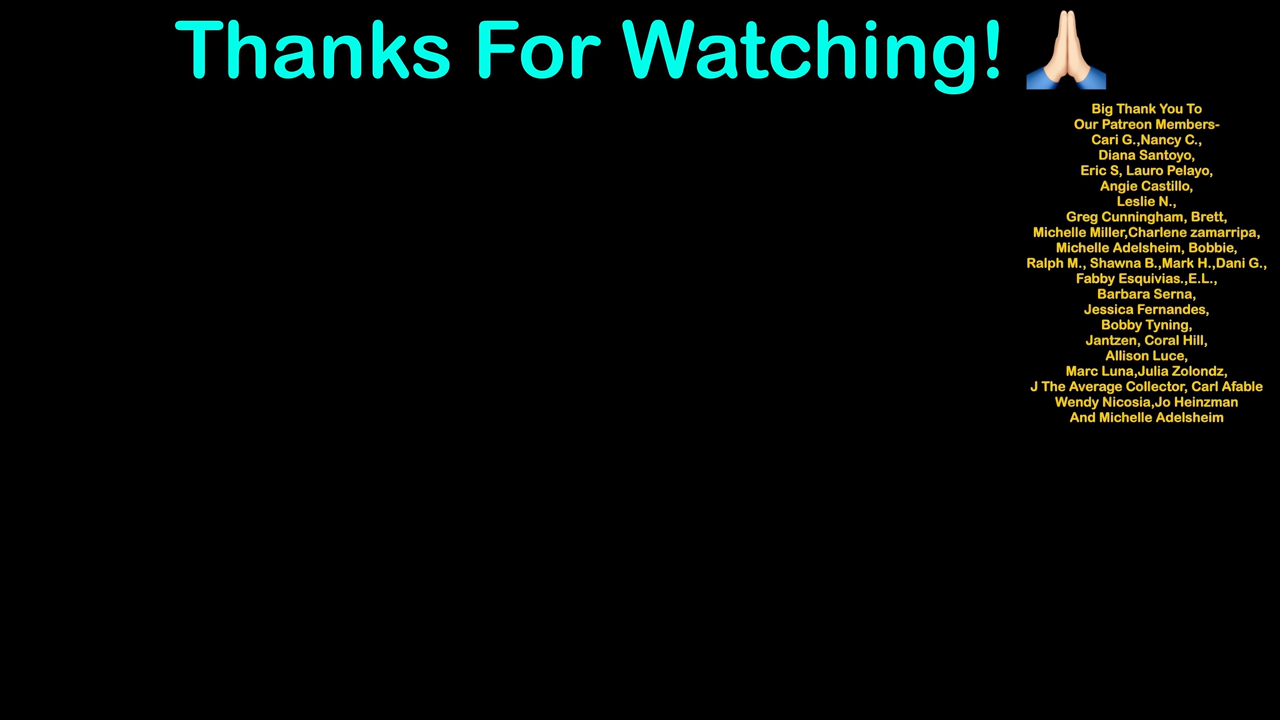 Thanks For Watching! 🙏🏻
Big Thank You To
Our Patreon Members-
Cari G.,Nancy C.,
Diana Santoyo,
Eric S, Lauro Pelayo,
Angie Castillo,
Leslie N.,
Greg Cunningham, Brett,
Michelle Miller,Charlene zamarripa,
Michelle Adelsheim, Bobbie,
Ralph M., Shawna B.,Mark H.,Dani G.,
Fabby Esquivias.,E.L.,
Barbara Serna,
Jessica Fernandes,
Bobby Tyning,
Jantzen, Coral Hill,
Allison Luce,
Marc Luna,Julia Zolondz,
J The Average Collector, Carl Afable
Wendy Nicosia,Jo Heinzman
And Michelle Adelsheim